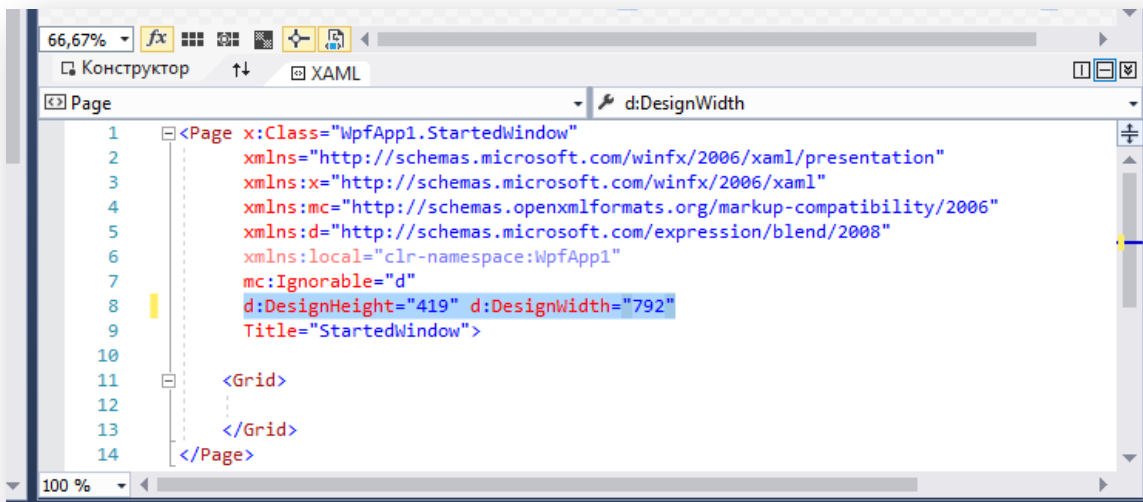 66,67%
fx
Конструктор
XAML
Page
d:DesignWidth
1 <Page x:Class="WpfApp1.StartedWindow"
2 xmlns="http://schemas.microsoft.com/winfx/2006/xaml/presentation"
3 xmlns:x="http://schemas.microsoft.com/winfx/2006/xaml"
4 xmlns:mc="http://schemas.openxmlformats.org/markup-compatibility/2006"
5 xmlns:d="http://schemas.microsoft.com/expression/blend/2008"
6 xmlns:local="clr-namespace:WpfApp1"
7 mc:Ignorable="d"
8 d:DesignHeight="419" d:DesignWidth="792"
9 Title="StartedWindow">
10
11 <Grid>
12
13 </Grid>
14 </Page>
100 %